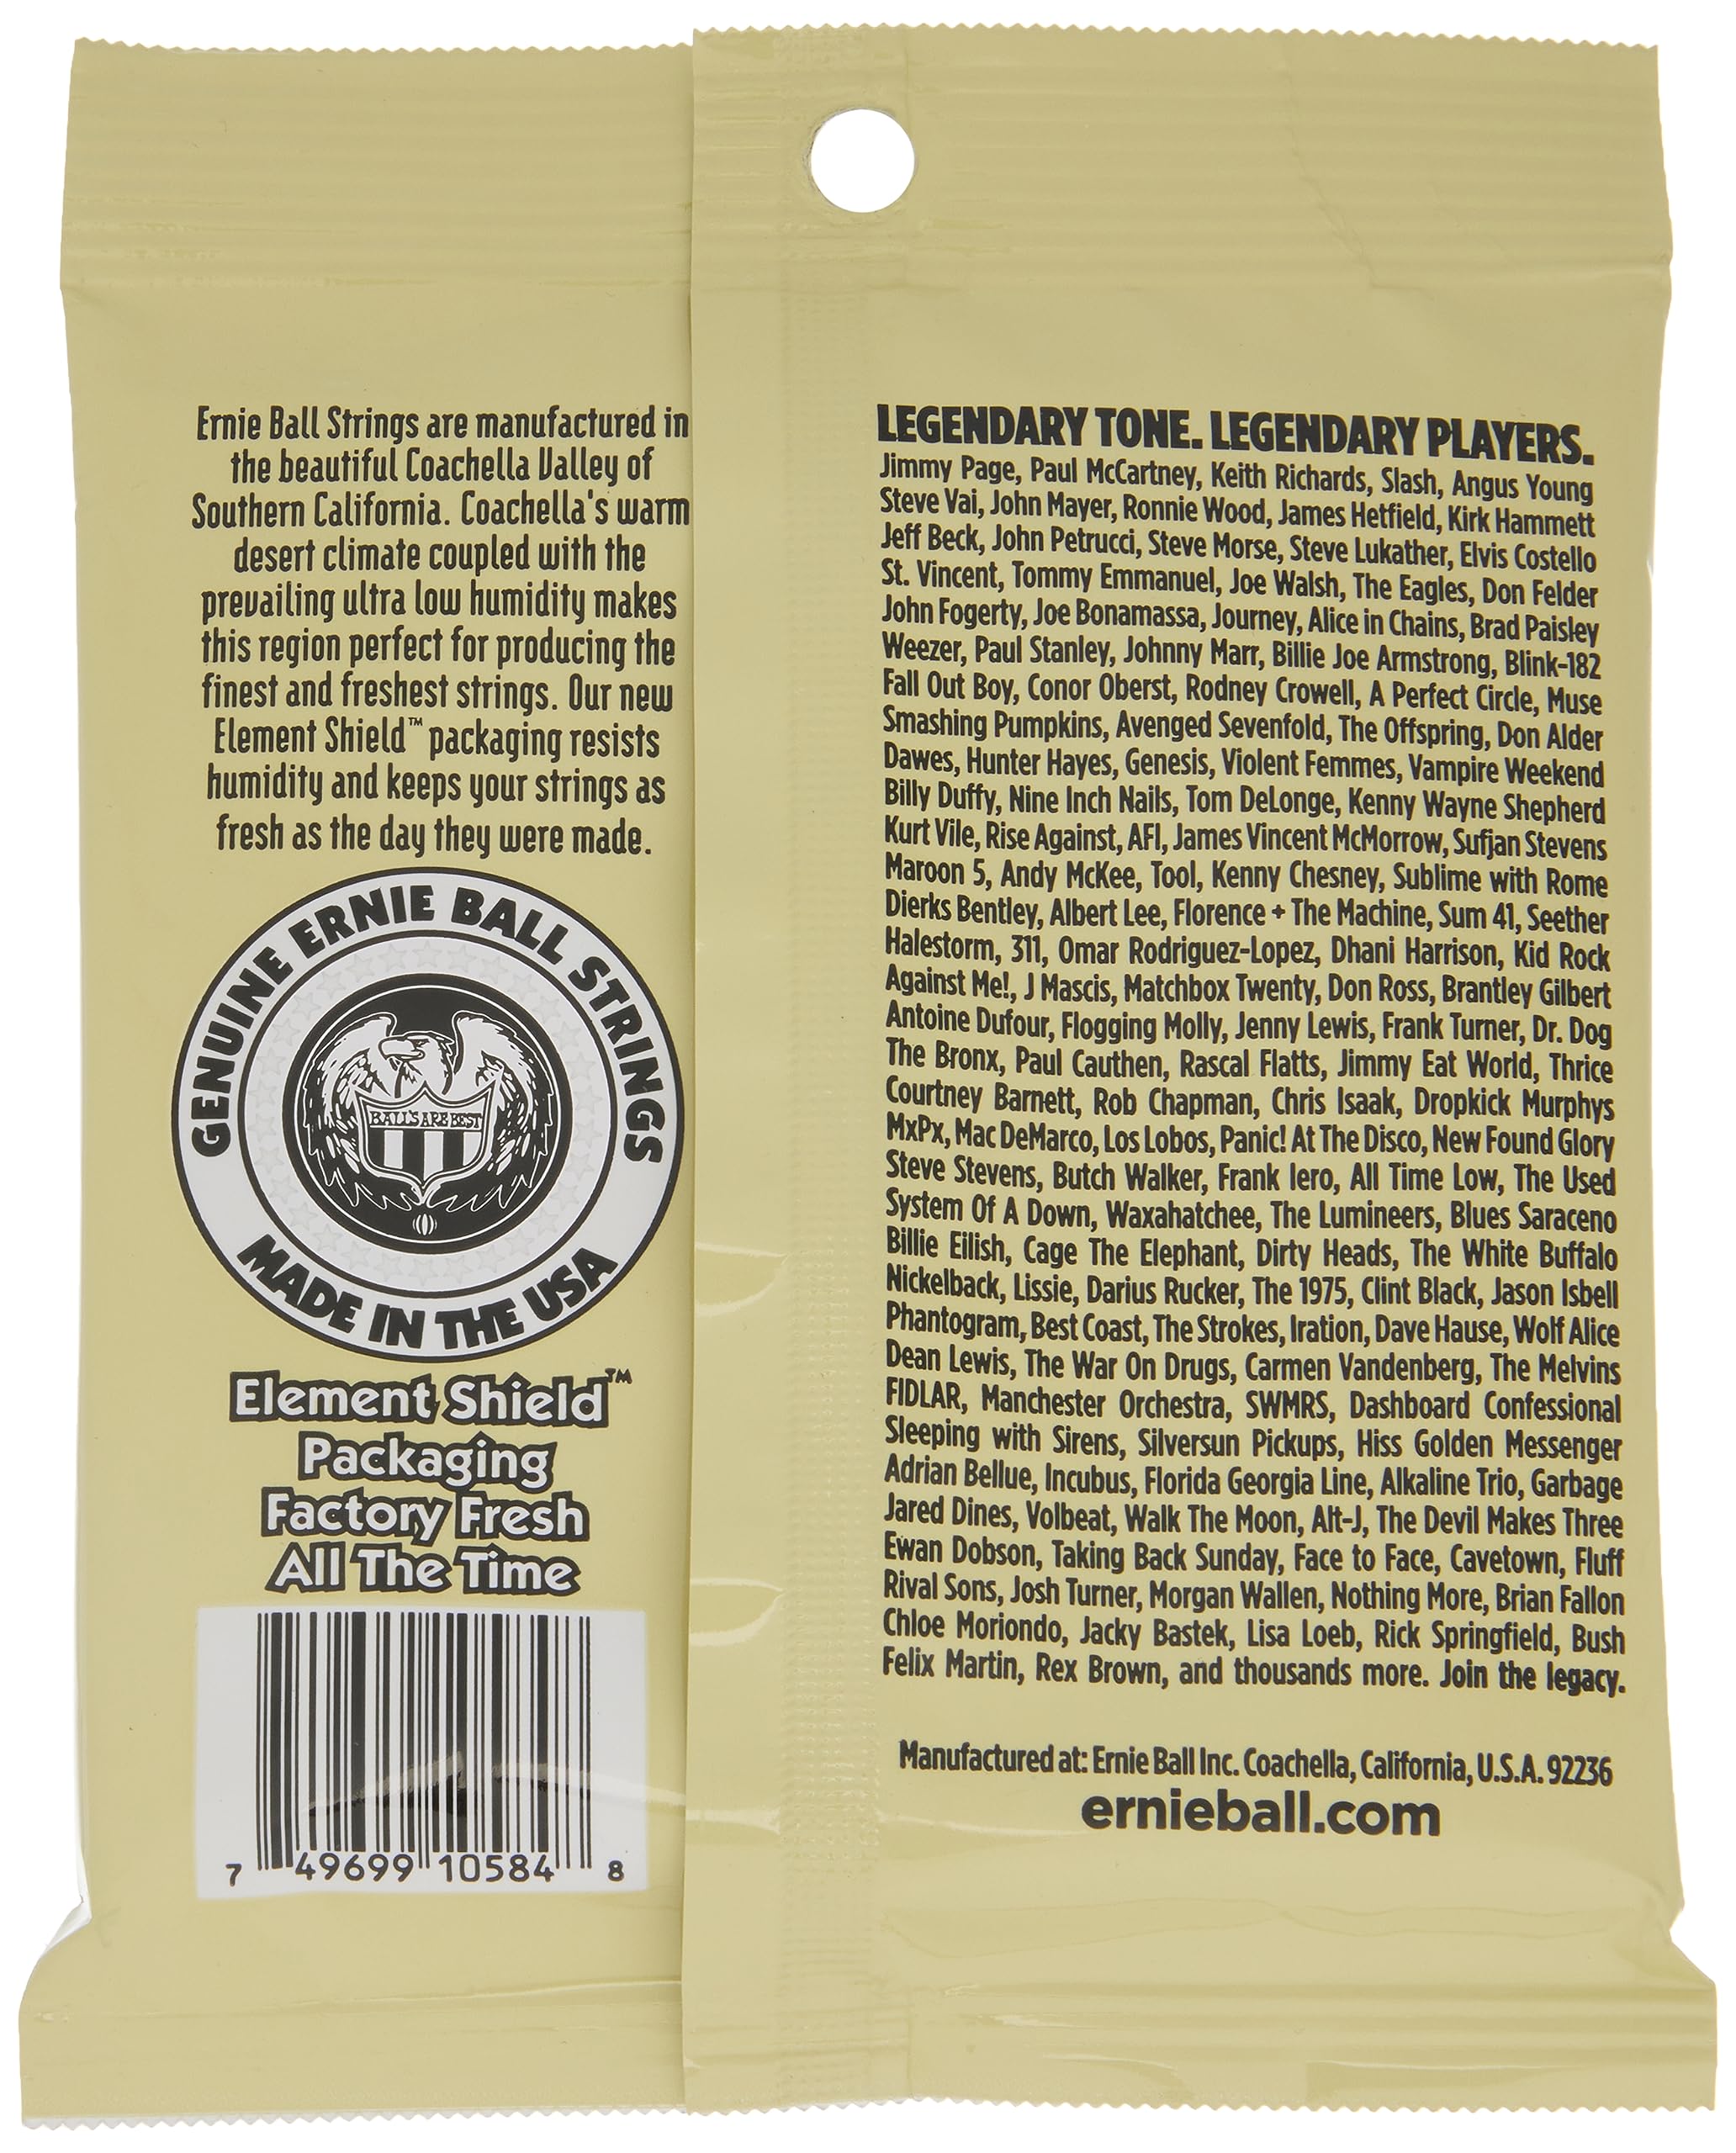 Ernie Ball Strings are manufactured in
the beautiful Coachella Valley of
Southern California. Coachella's warm
desert climate coupled with the
prevailing ultra low humidity makes
this region perfect for producing the
finest and freshest strings. Our new
Element Shield™ packaging resists
humidity and keeps your strings as
fresh as the day they were made.
GENUINE ERNIE BALL STRINGS
BALL'S ARE BEST
MADE IN THE USA
Element Shield™
Packaging
Factory Fresh
All The Time
7 49699 10584 8
LEGENDARY TONE. LEGENDARY PLAYERS.
Jimmy Page, Paul McCartney, Keith Richards, Slash, Angus Young
Steve Vai, John Mayer, Ronnie Wood, James Hetfield, Kirk Hammett
Jeff Beck, John Petrucci, Steve Morse, Steve Lukather, Elvis Costello
St. Vincent, Tommy Emmanuel, Joe Walsh, The Eagles, Don Felder
John Fogerty, Joe Bonamassa, Journey, Alice in Chains, Brad Paisley
Weezer, Paul Stanley, Johnny Marr, Billie Joe Armstrong, Blink-182
Fall Out Boy, Conor Oberst, Rodney Crowell, A Perfect Circle, Muse
Smashing Pumpkins, Avenged Sevenfold, The Offspring, Don Alder
Dawes, Hunter Hayes, Genesis, Violent Femmes, Vampire Weekend
Billy Duffy, Nine Inch Nails, Tom DeLonge, Kenny Wayne Shepherd
Kurt Vile, Rise Against, AFI, James Vincent McMorrow, Sufjan Stevens
Maroon 5, Andy McKee, Tool, Kenny Chesney, Sublime with Rome
Dierks Bentley, Albert Lee, Florence + The Machine, Sum 41, Seether
Halestorm, 311, Omar Rodriguez-Lopez, Dhani Harrison, Kid Rock
Against Me!, J Mascis, Matchbox Twenty, Don Ross, Brantley Gilbert
Antoine Dufour, Flogging Molly, Jenny Lewis, Frank Turner, Dr. Dog
The Bronx, Paul Cauthen, Rascal Flatts, Jimmy Eat World, Thrice
Courtney Barnett, Rob Chapman, Chris Isaak, Dropkick Murphys
MxPx, Mac DeMarco, Los Lobos, Panic! At The Disco, New Found Glory
Steve Stevens, Butch Walker, Frank Iero, All Time Low, The Used
System Of A Down, Waxahatchee, The Lumineers, Blues Saraceno
Billie Eilish, Cage The Elephant, Dirty Heads, The White Buffalo
Nickelback, Lissie, Darius Rucker, The 1975, Clint Black, Jason Isbell
Phantogram, Best Coast, The Strokes, Iration, Dave Hause, Wolf Alice
Dean Lewis, The War On Drugs, Carmen Vandenberg, The Melvins
FIDLAR, Manchester Orchestra, SWMRS, Dashboard Confessional
Sleeping with Sirens, Silversun Pickups, Hiss Golden Messenger
Adrian Bellue, Incubus, Florida Georgia Line, Alkaline Trio, Garbage
Jared Dines, Volbeat, Walk The Moon, Alt-J, The Devil Makes Three
Ewan Dobson, Taking Back Sunday, Face to Face, Cavetown, Fluff
Rival Sons, Josh Turner, Morgan Wallen, Nothing More, Brian Fallon
Chloe Moriondo, Jacky Bastek, Lisa Loeb, Rick Springfield, Bush
Felix Martin, Rex Brown, and thousands more. Join the legacy.
Manufactured at: Ernie Ball Inc. Coachella, California, U.S.A. 92236
ernieball.com